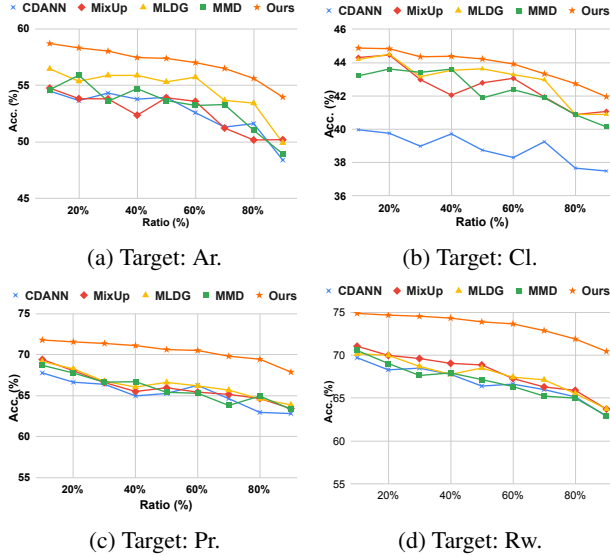 CDANN MixUp MLDG MMD Ours
60
55
50
45
Acc. (%)
20% 40% 60% 80%
Ratio (%)
(a) Target: Ar.
CDANN MixUp MLDG MMD Ours
46
44
42
40
38
36
Acc. (%)
20% 40% 60% 80%
Ratio (%)
(b) Target: Cl.
CDANN MixUp MLDG MMD Ours
75
70
65
60
55
Acc. (%)
20% 40% 60% 80%
Ratio (%)
(c) Target: Pr.
CDANN MixUp MLDG MMD Ours
75
70
65
60
55
Acc. (%)
20% 40% 60% 80%
(d) Target: Rw.